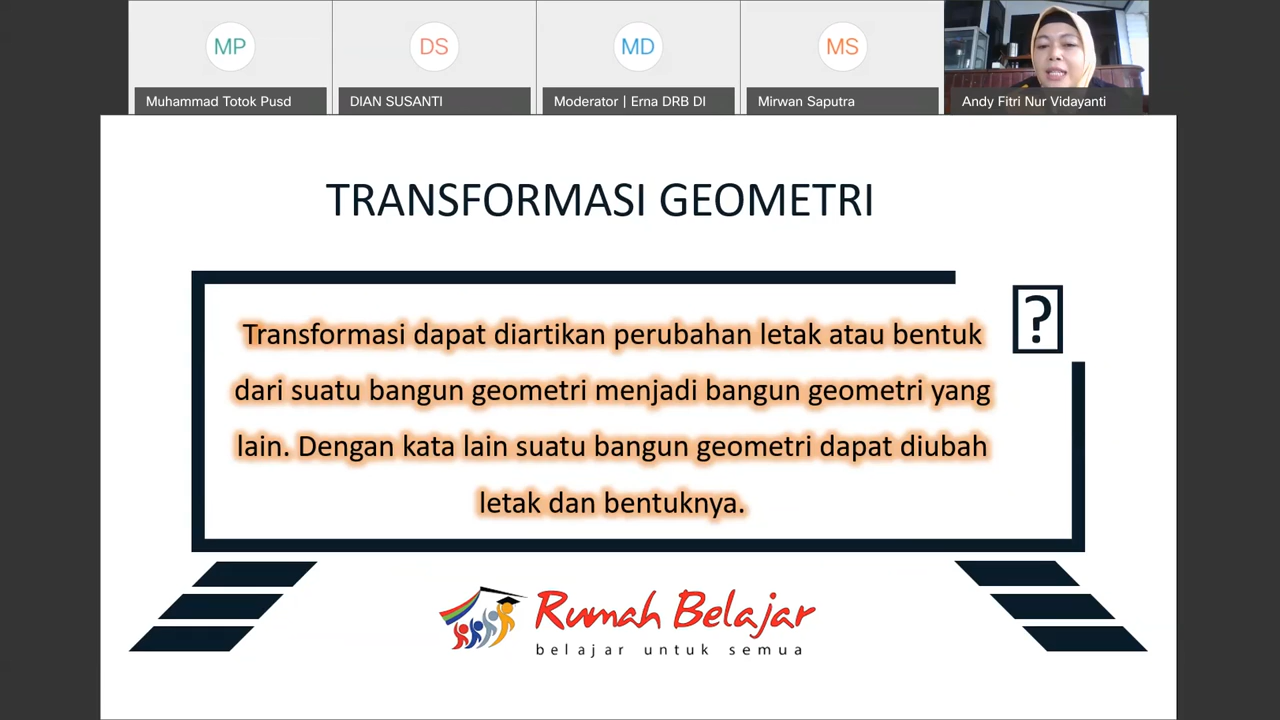 MP
DS
MD
MS
Muhammad Totok Pusd
DIAN SUSANTI
Moderator | Erna DRB DI
Mirwan Saputra
Andy Fitri Nur Vidayanti
TRANSFORMASI GEOMETRI
?
Transformasi dapat diartikan perubahan letak atau bentuk
dari suatu bangun geometri menjadi bangun geometri yang
lain. Dengan kata lain suatu bangun geometri dapat diubah
letak dan bentuknya.
Rumah Belajar
belajar untuk semua